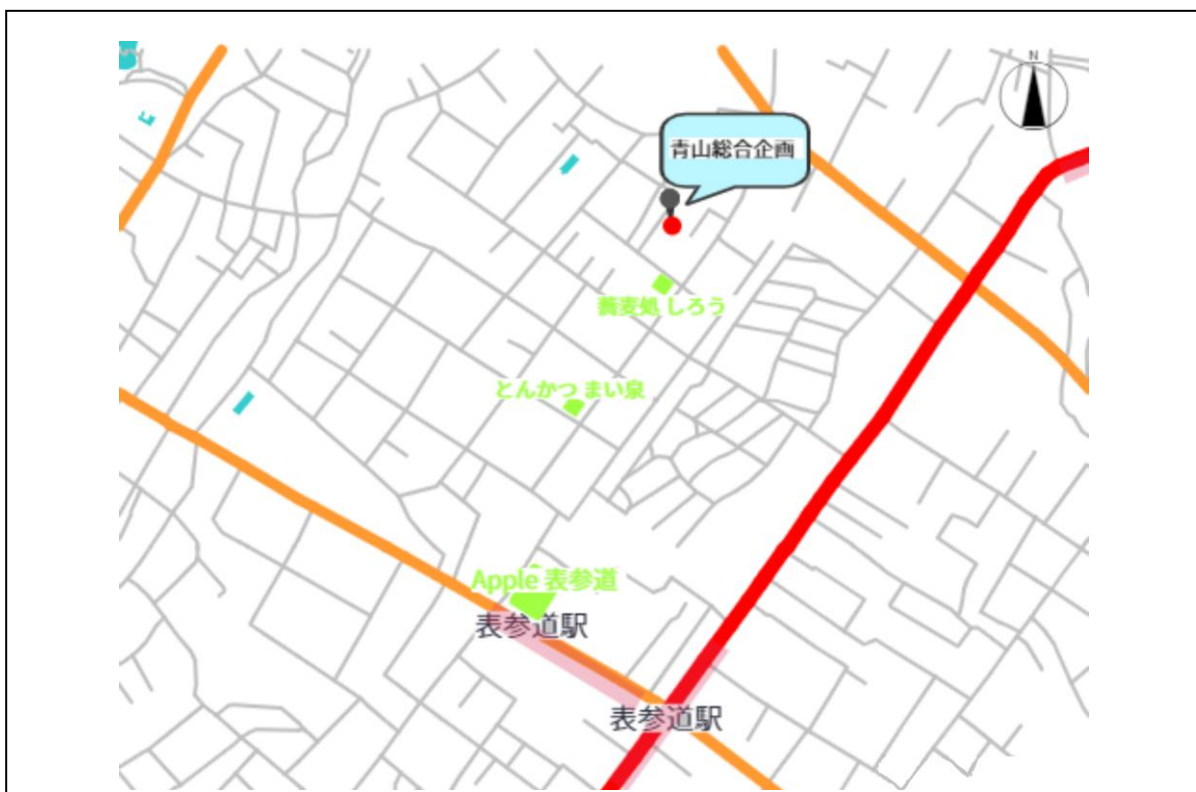 N
青山総合企画
蕎麦処 しろう
とんかつ まい泉
Apple 表参道
表参道駅
表参道駅